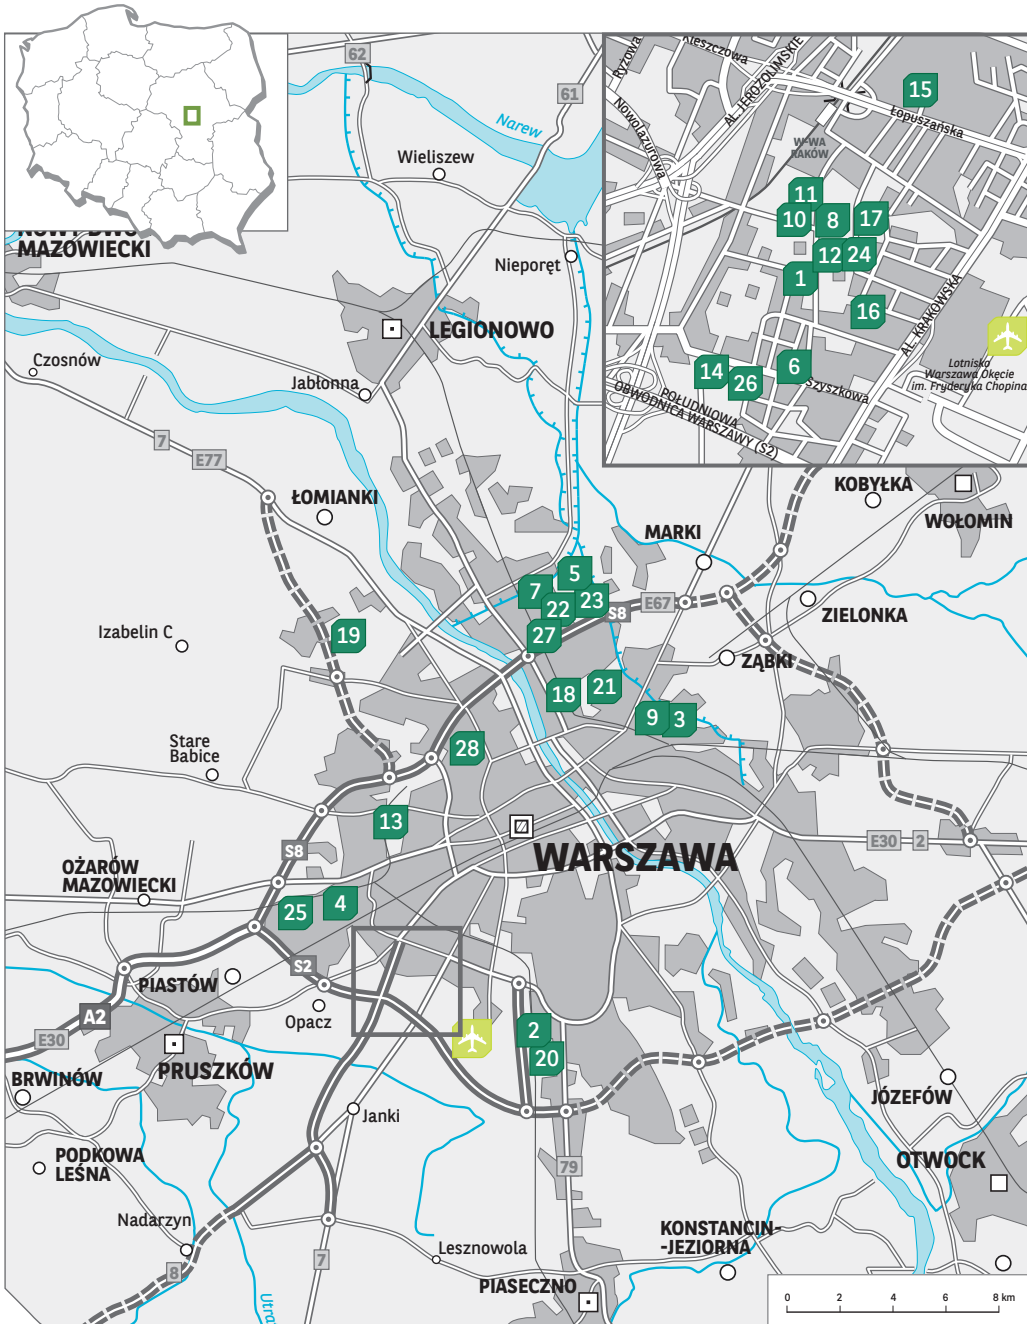 62
61
Narew
Wieliszew
MAZOWIECKI
Nieporęt
LEGIONOWO
Czosnów
Jabłonna
7
E77
ŁOMIANKI
Kleszczowa
Ryżowa
AL. JEROZOLIMSKIE
15
Łopuszańska
Nowolazurowa
W-WA
RAKÓW
11
10
8
17
12
24
1
16
AL. KRAKOWSKA
Lotnisko
Warszawa Okęcie
im. Fryderyka Chopina
6
14
26
Szyszkowa
POŁUDNIOWA
OBWODNICA WARSZAWY (S2)
KOBYŁKA
WOŁOMIN
MARKI
5
7
22
23
S8
E67
ZIELONKA
27
19
Izabelin C
ZĄBKI
18
21
9
3
Stare
Babice
28
13
WARSZAWA
E30
2
S8
OŻARÓW
MAZOWIECKI
4
25
S2
PIASTÓW
A2
Opacz
E30
PRUSZKÓW
2
20
BRWINÓW
Janki
JÓZEFÓW
PODKOWA
LEŚNA
79
OTWOCK
Nadarzyn
KONSTANCIN-
-JEZIORNA
7
Lesznowola
8
PIASECZNO
0
2
4
6
8 km